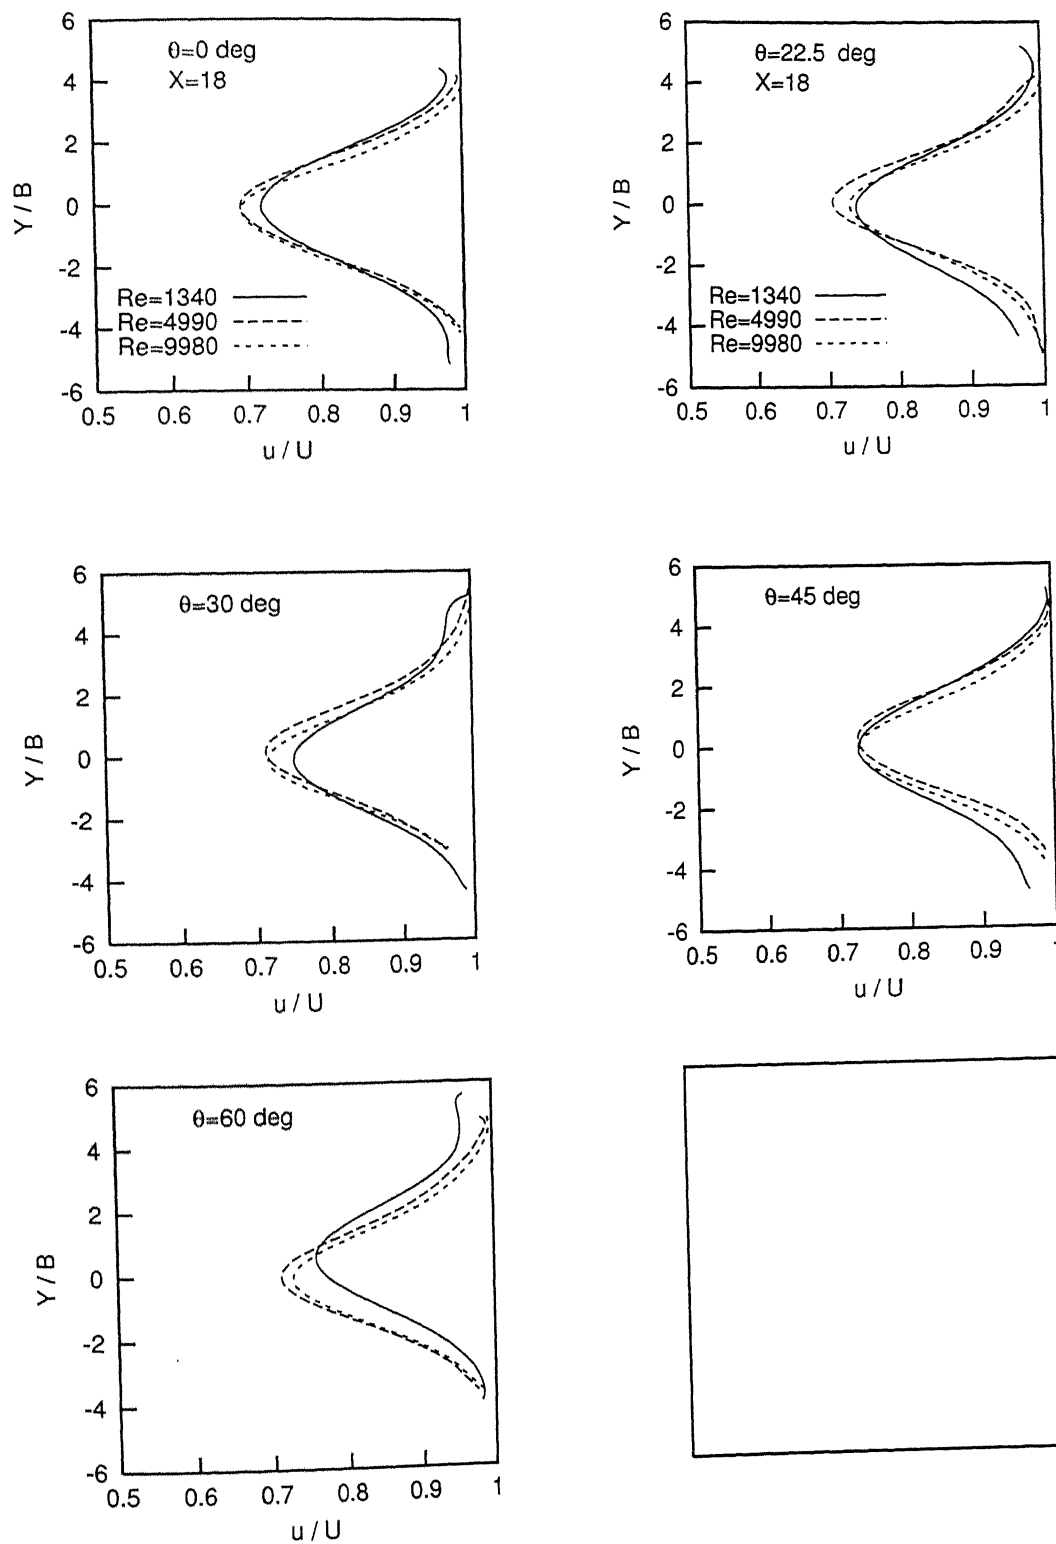 6
θ=0 deg
X=18
4
2
0
-2
-4
-6
Y / B
Re=1340
Re=4990
Re=9980
0.5 0.6 0.7 0.8 0.9 1
u / U
6
θ=22.5 deg
X=18
4
2
0
-2
-4
-6
Y / B
Re=1340
Re=4990
Re=9980
0.5 0.6 0.7 0.8 0.9 1
u / U
6
θ=30 deg
4
2
0
-2
-4
-6
Y / B
0.5 0.6 0.7 0.8 0.9 1
u / U
6
θ=45 deg
4
2
0
-2
-4
-6
Y / B
0.5 0.6 0.7 0.8 0.9 1
u / U
6
θ=60 deg
4
2
0
-2
-4
-6
Y / B
0.5 0.6 0.7 0.8 0.9 1
u / U